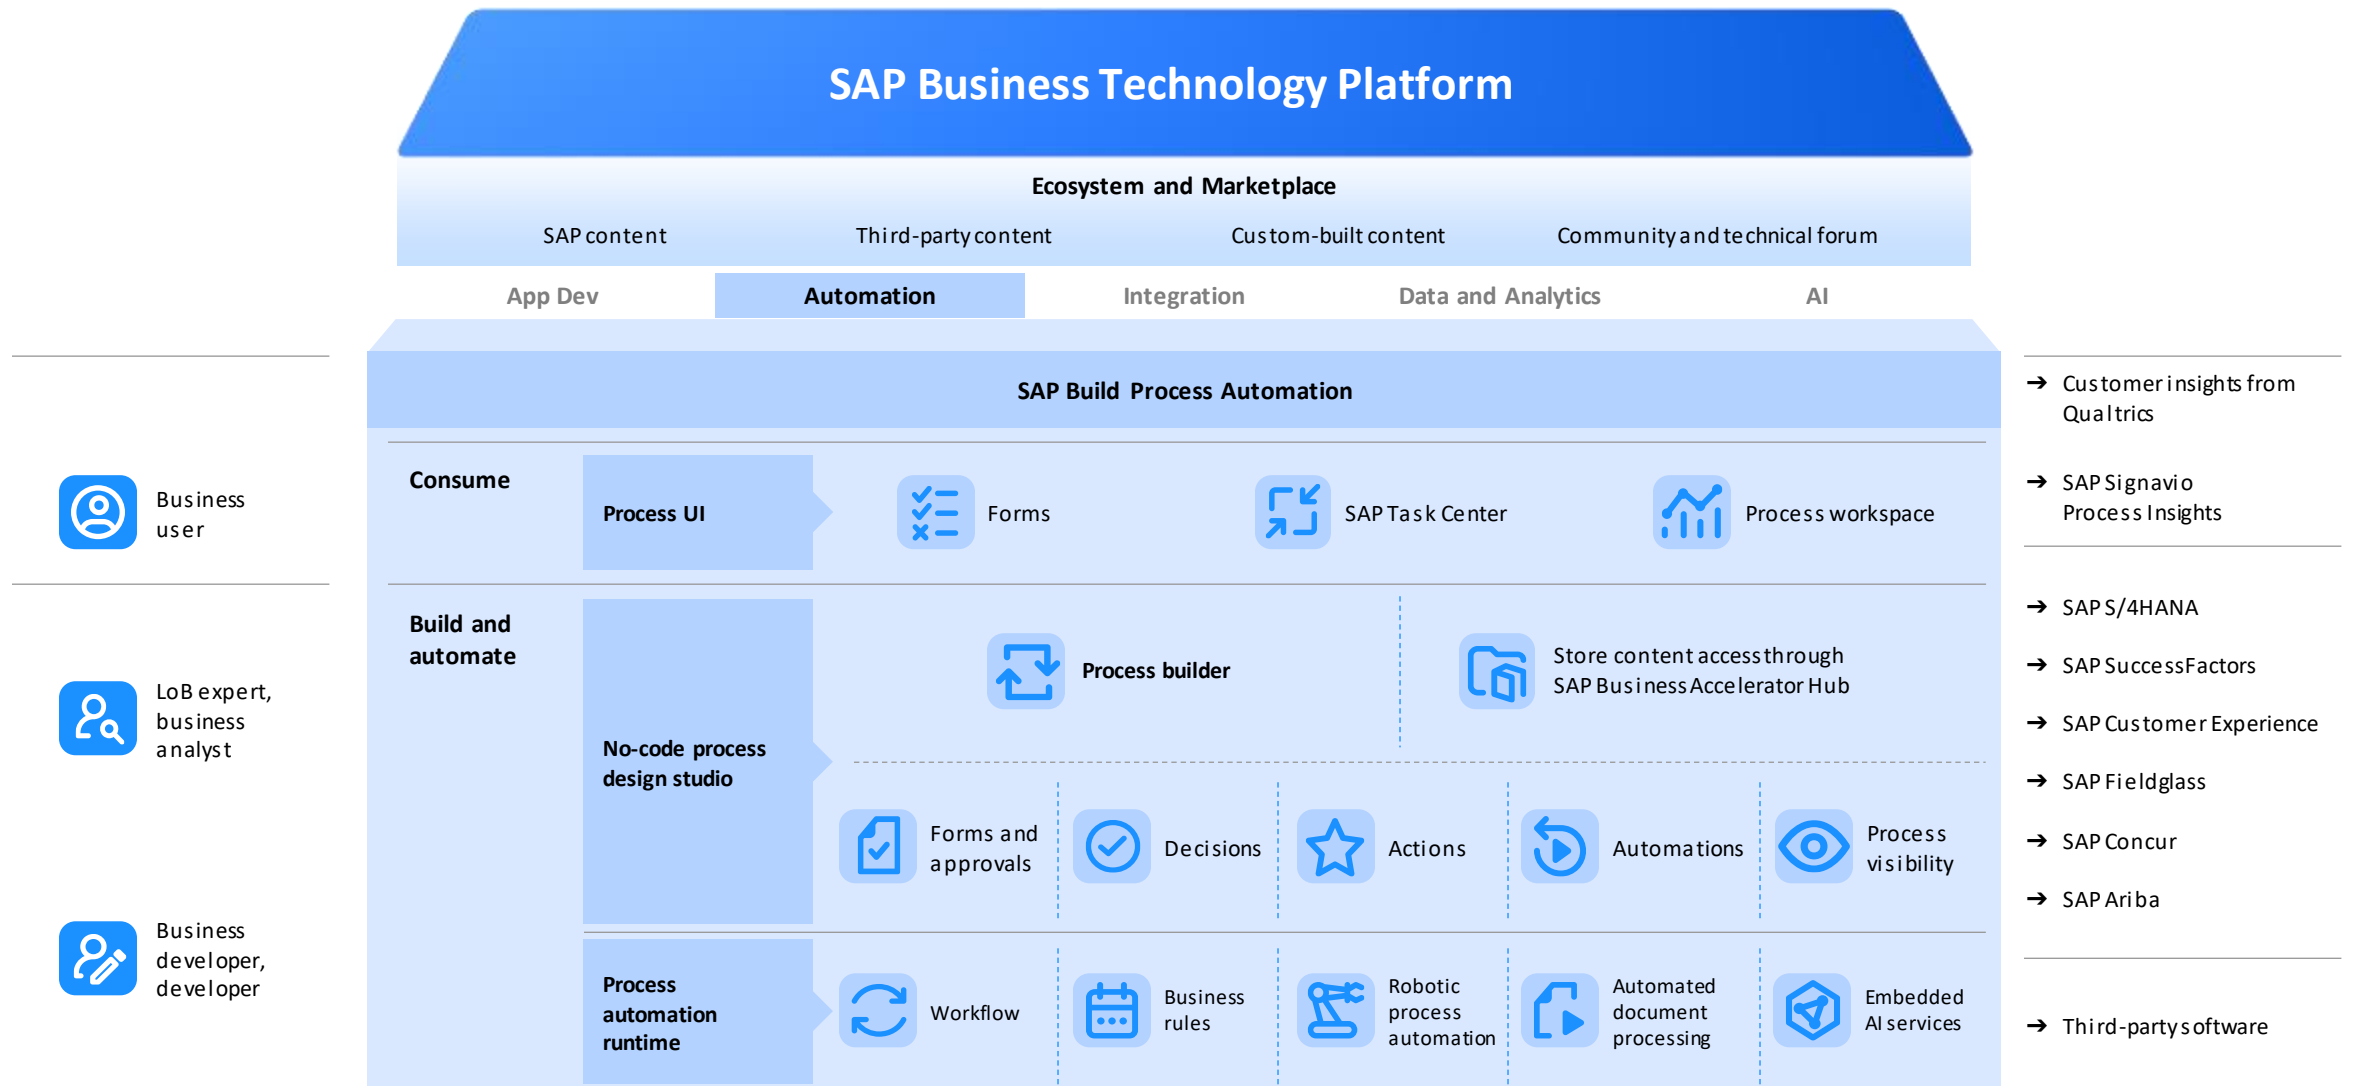 SAP Business Technology Platform
Ecosystem and Marketplace
SAP content
Third-party content
Custom-built content
Community and technical forum
App Dev
Automation
Integration
Data and Analytics
AI
SAP Build Process Automation
Business
user
LoB expert,
business
analyst
Business
developer,
developer
Consume
Process UI
Forms
SAP Task Center
Process workspace
Build and
automate
No-code process
design studio
Process builder
Store content access through
SAP Business Accelerator Hub
Forms and
approvals
Decisions
Actions
Automations
Process
visibility
Process
automation
runtime
Workflow
Business
rules
Robotic
process
automation
Automated
document
processing
Embedded
AI services
Customer insights from
Qualtrics
SAP Signavio
Process Insights
SAP S/4HANA
SAP SuccessFactors
SAP Customer Experience
SAP Fieldglass
SAP Concur
SAP Ariba
Third-party software